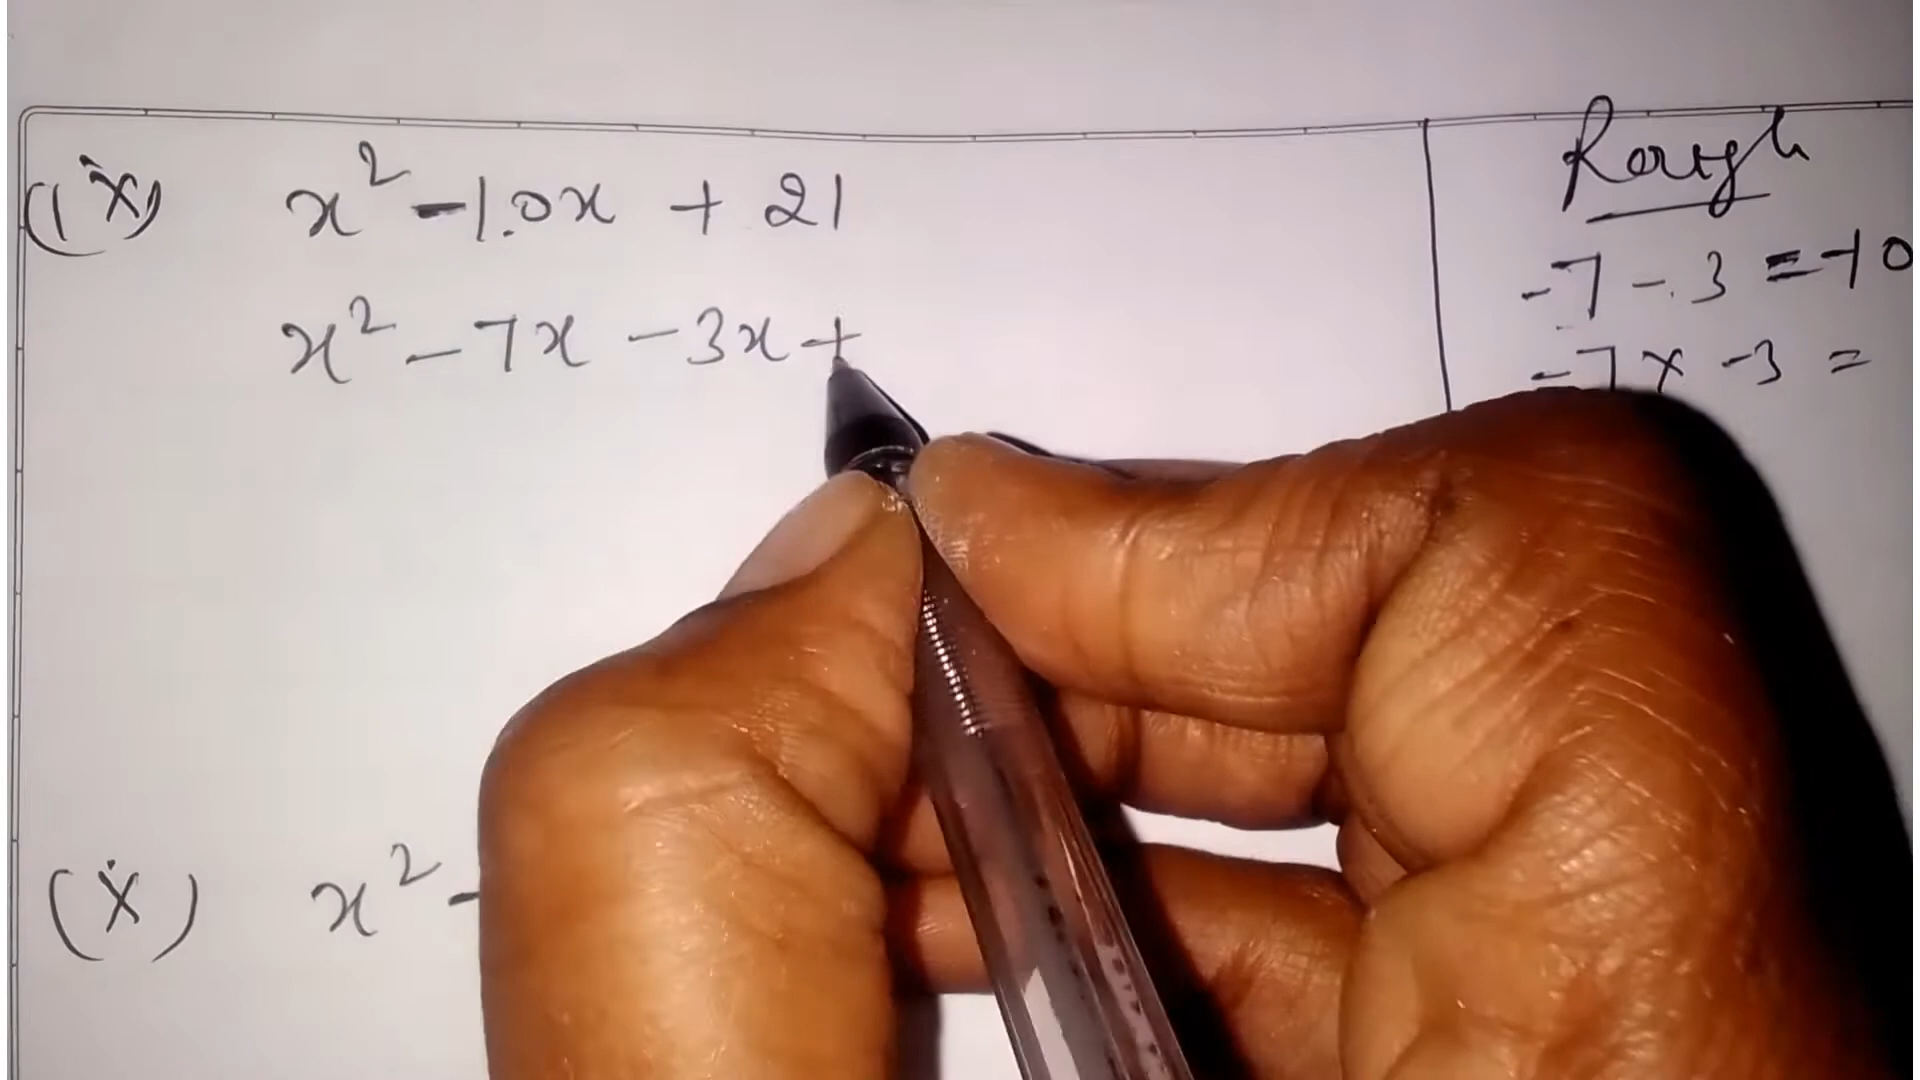 (ix) x² - 10x + 21
x² - 7x - 3x +
(x) x² -
Rough
-7 - 3 = -10
-7 x -3 =